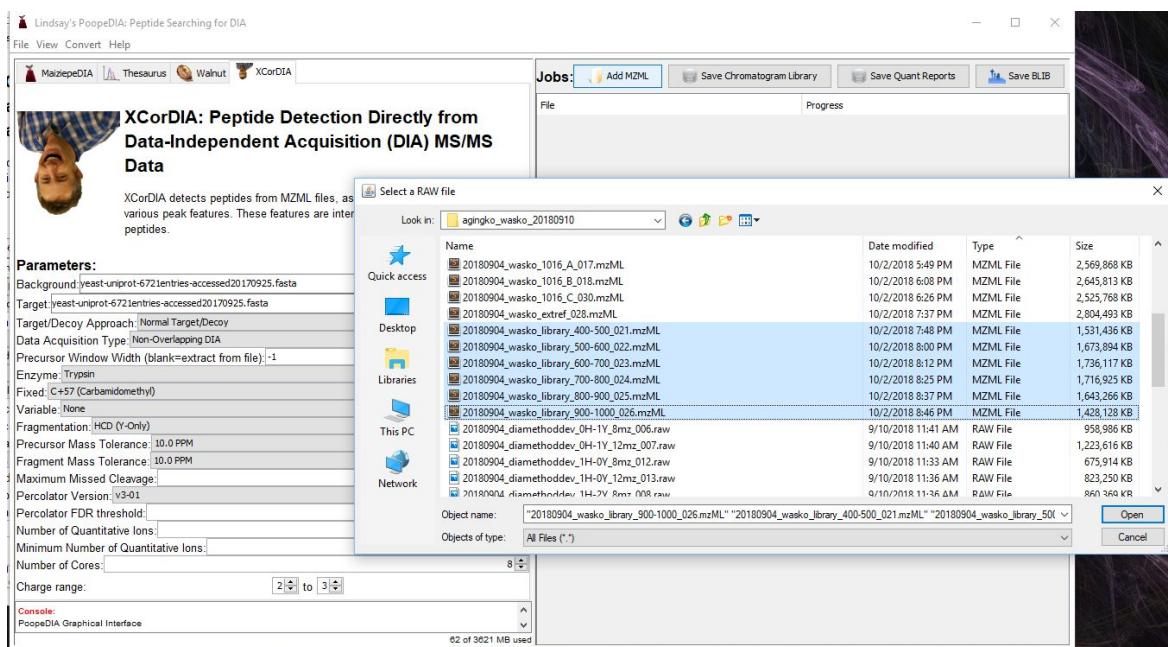 Lindsay's PoopeDIA: Peptide Searching for DIA
File View Convert Help
MaiziepeDIA Thesaurus Walnut XCorDIA
XCorDIA: Peptide Detection Directly from
Data-Independent Acquisition (DIA) MS/MS
Data
XCorDIA detects peptides from MZML files, as
various peak features. These features are inter
peptides.
Parameters:
Background: yeast-uniprot-6721entries-accessed20170925.fasta
Target: yeast-uniprot-6721entries-accessed20170925.fasta
Target/Decoy Approach: Normal Target/Decoy
Data Acquisition Type: Non-Overlapping DIA
Precursor Window Width (blank=extract from file): -1
Enzyme: Trypsin
Fixed: C+57 (Carbamidomethyl)
Variable: None
Fragmentation: HCD (Y-Only)
Precursor Mass Tolerance: 10.0 PPM
Fragment Mass Tolerance: 10.0 PPM
Maximum Missed Cleavage:
Percolator Version: v3-01
Percolator FDR threshold:
Number of Quantitative Ions:
Minimum Number of Quantitative Ions:
Number of Cores: 8
Charge range: 2 to 3
Console:
PoopeDIA Graphical Interface
62 of 3621 MB used
Jobs: Add MZML Save Chromatogram Library Save Quant Reports Save BLIB
File Progress
Select a RAW file
Look in: agingko_wasko_20180910
Quick access
Desktop
Libraries
This PC
Network
Name Date modified Type Size
20180904_wasko_1016_A_017.mzML 10/2/2018 5:49 PM MZML File 2,569,868 KB
20180904_wasko_1016_B_018.mzML 10/2/2018 6:08 PM MZML File 2,645,813 KB
20180904_wasko_1016_C_030.mzML 10/2/2018 6:26 PM MZML File 2,525,768 KB
20180904_wasko_extref_028.mzML 10/2/2018 7:37 PM MZML File 2,804,493 KB
20180904_wasko_library_400-500_021.mzML 10/2/2018 7:48 PM MZML File 1,531,436 KB
20180904_wasko_library_500-600_022.mzML 10/2/2018 8:00 PM MZML File 1,673,894 KB
20180904_wasko_library_600-700_023.mzML 10/2/2018 8:12 PM MZML File 1,736,117 KB
20180904_wasko_library_700-800_024.mzML 10/2/2018 8:25 PM MZML File 1,716,925 KB
20180904_wasko_library_800-900_025.mzML 10/2/2018 8:37 PM MZML File 1,643,266 KB
20180904_wasko_library_900-1000_026.mzML 10/2/2018 8:46 PM MZML File 1,428,128 KB
20180904_diamethoddev_0H-1Y_8mz_006.raw 9/10/2018 11:41 AM RAW File 958,986 KB
20180904_diamethoddev_0H-1Y_12mz_007.raw 9/10/2018 11:40 AM RAW File 1,223,616 KB
20180904_diamethoddev_1H-0Y_8mz_012.raw 9/10/2018 11:33 AM RAW File 675,914 KB
20180904_diamethoddev_1H-0Y_12mz_013.raw 9/10/2018 11:36 AM RAW File 823,250 KB
20180904_diamethoddev_1H-2Y_8mz_008.raw 9/10/2018 11:36 AM RAW File 860,369 KB
Object name: "20180904_wasko_library_900-1000_026.mzML" "20180904_wasko_library_400-500_021.mzML" "20180904_wasko_library_50( Open
Objects of type: All Files (*.*) Cancel